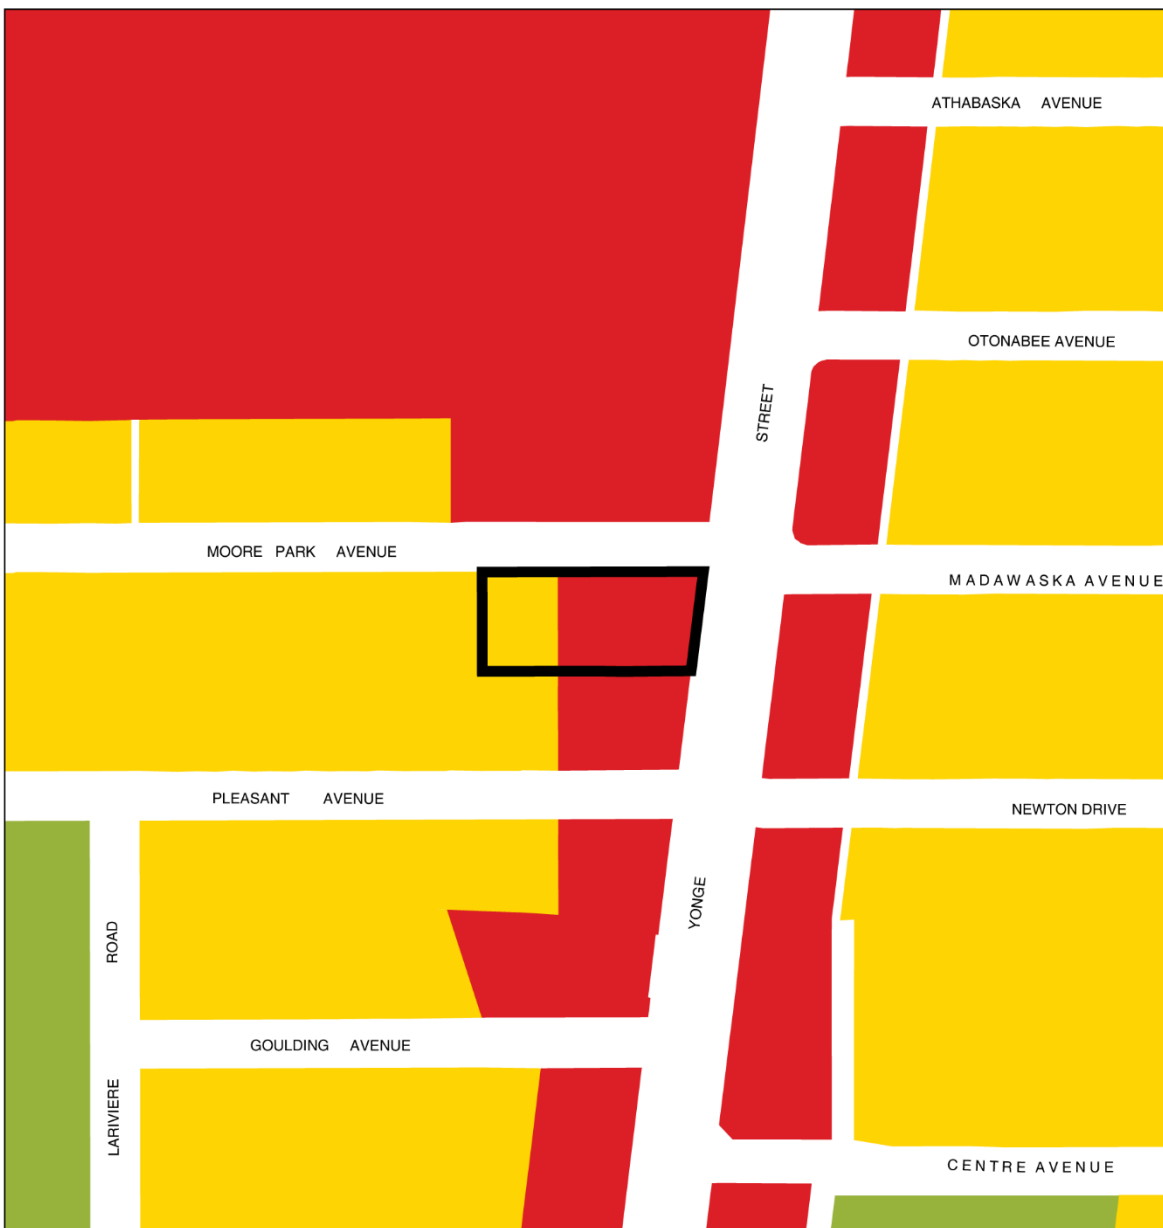 ATHABASKA AVENUE
OTONABEE AVENUE
STREET
MOORE PARK AVENUE
MADAWASKA AVENUE
PLEASANT AVENUE
NEWTON DRIVE
YONGE
ROAD
GOULDING AVENUE
LARIVIERE
CENTRE AVENUE